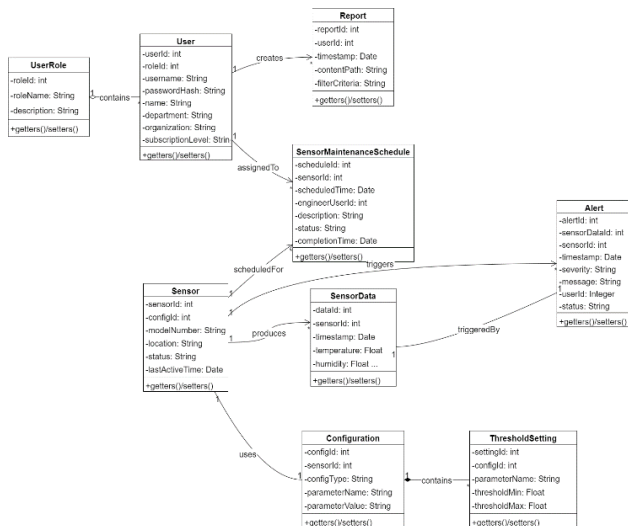 Report
-reportId: int
-userId: int
-timestamp: Date
-contentPath: String
-filterCriteria: String
+getters()/setters()
User
-userId: int
-roleId: int
-username: String
-passwordHash: String
-name: String
-department: String
-organization: String
-subscriptionLevel: Strin
+getters()/setters()
UserRole
-roleId: int
-roleName: String
-description: String
+getters()/setters()
1
contains
*
1
creates
*
1
assignedTo
*
SensorMaintenanceSchedule
-scheduleId: int
-sensorId: int
-scheduledTime: Date
-engineerUserId: int
-description: String
-status: String
-completionTime: Date
+getters()/setters()
Alert
-alertId: int
-sensorDataId: int
-sensorId: int
-timestamp: Date
-severity: String
-message: String
-userId: Integer
-status: String
+getters()/setters()
scheduledFor
*
1
triggers
*
1
Sensor
-sensorId: int
-configId: int
-modelNumber: String
-location: String
-status: String
-lastActiveTime: Date
+getters()/setters()
1
produces
*
SensorData
-dataId: int
-sensorId: int
-timestamp: Date
-temperature: Float
-humidity: Float ...
+getters()/setters()
1
triggeredBy
1
1
uses
1
Configuration
-configId: int
-sensorId: int
-configType: String
-parameterName: String
-parameterValue: String
+getters()/setters()
1
contains
*
ThresholdSetting
-settingId: int
-configId: int
-parameterName: String
-thresholdMin: Float
-thresholdMax: Float
+getters()/setters()